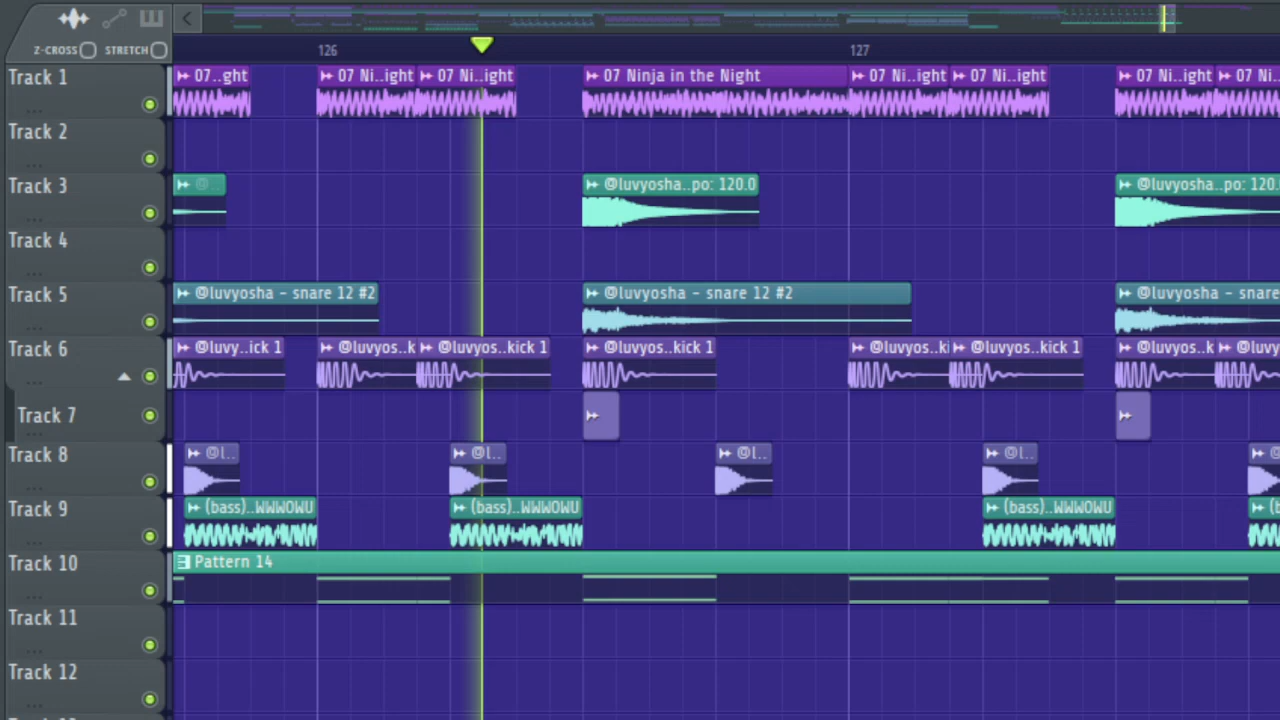 Z-CROSS STRETCH
126 127
Track 1
07..ght 07 Ni..ight 07 Ni..ight 07 Ninja in the Night 07 Ni..ight 07 Ni..ight 07 Ni..ight 07 Ni..
Track 2
Track 3
@.. @luvyosha..po: 120.0 @luvyosha..po: 120.
Track 4
Track 5
@luvyosha - snare 12 #2 @luvyosha - snare 12 #2 @luvyosha - snare
Track 6
@luvy..ick 1 @luvyos..k @luvyos..kick 1 @luvyos..kick 1 @luvyos..ki @luvyos..kick 1 @luvyos..k @luvy
Track 7
Track 8
@l.. @l.. @l.. @l.. @
Track 9
(bass)..WWWOWU (bass)..WWWOWU (bass)..WWWOWU (b
Track 10
Pattern 14
Track 11
Track 12